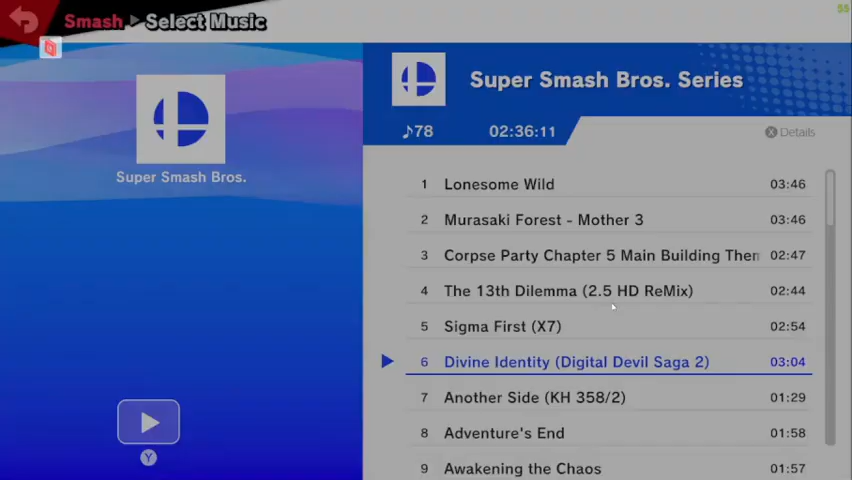 Smash ▶ Select Music
55
Super Smash Bros.
Y
Super Smash Bros. Series
♪78 02:36:11
X Details
1 Lonesome Wild 03:46
2 Murasaki Forest - Mother 3 03:46
3 Corpse Party Chapter 5 Main Building Them 02:47
4 The 13th Dilemma (2.5 HD ReMix) 02:44
5 Sigma First (X7) 02:54
6 Divine Identity (Digital Devil Saga 2) 03:04
7 Another Side (KH 358/2) 01:29
8 Adventure's End 01:58
9 Awakening the Chaos 01:57